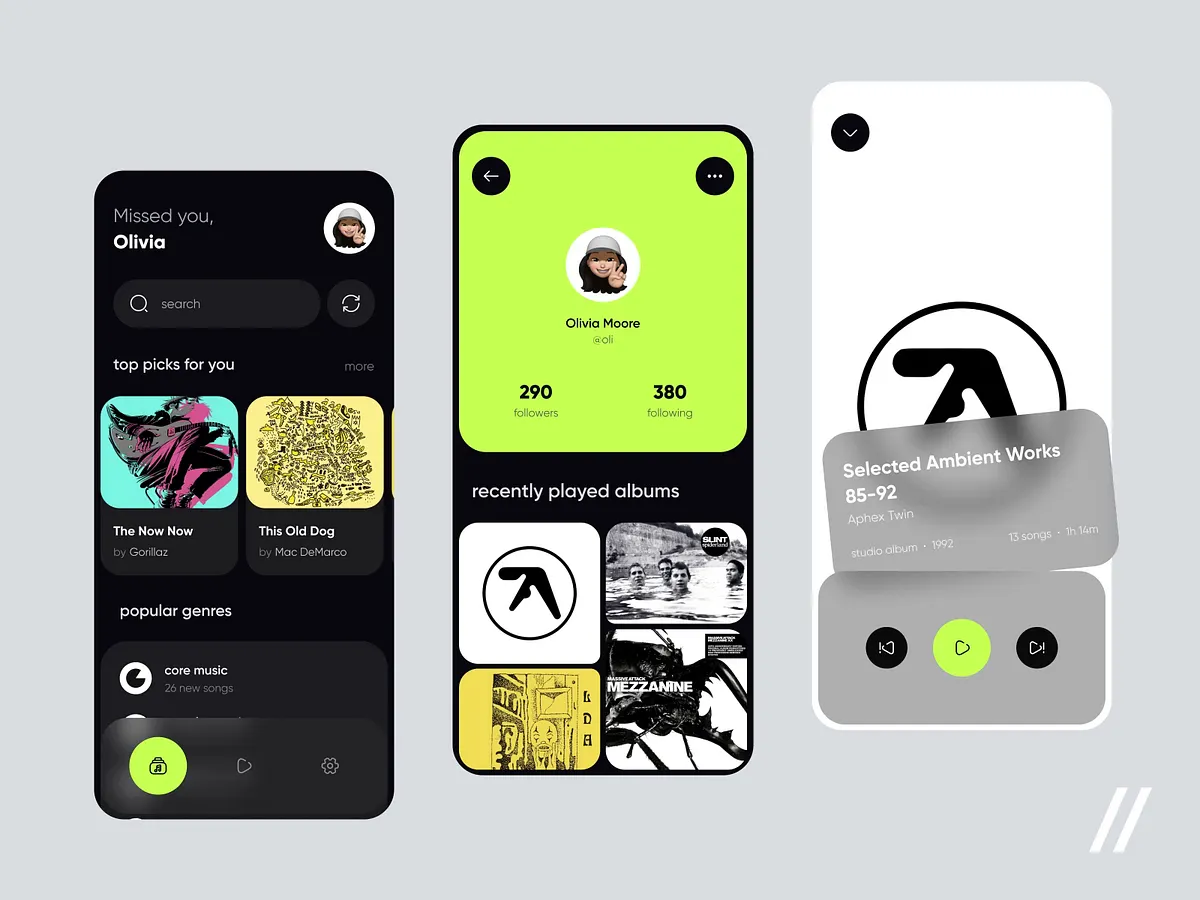 Missed you,
Olivia
search
top picks for you
more
The Now Now
by Gorillaz
This Old Dog
by Mac DeMarco
popular genres
core music
26 new songs
Olivia Moore
@oli
290
followers
380
following
recently played albums
SLINT
spiderland
MASSIVE ATTACK
MEZZANINE
L
D
A
Selected Ambient Works
85-92
Aphex Twin
studio album • 1992
13 songs • 1h 14m